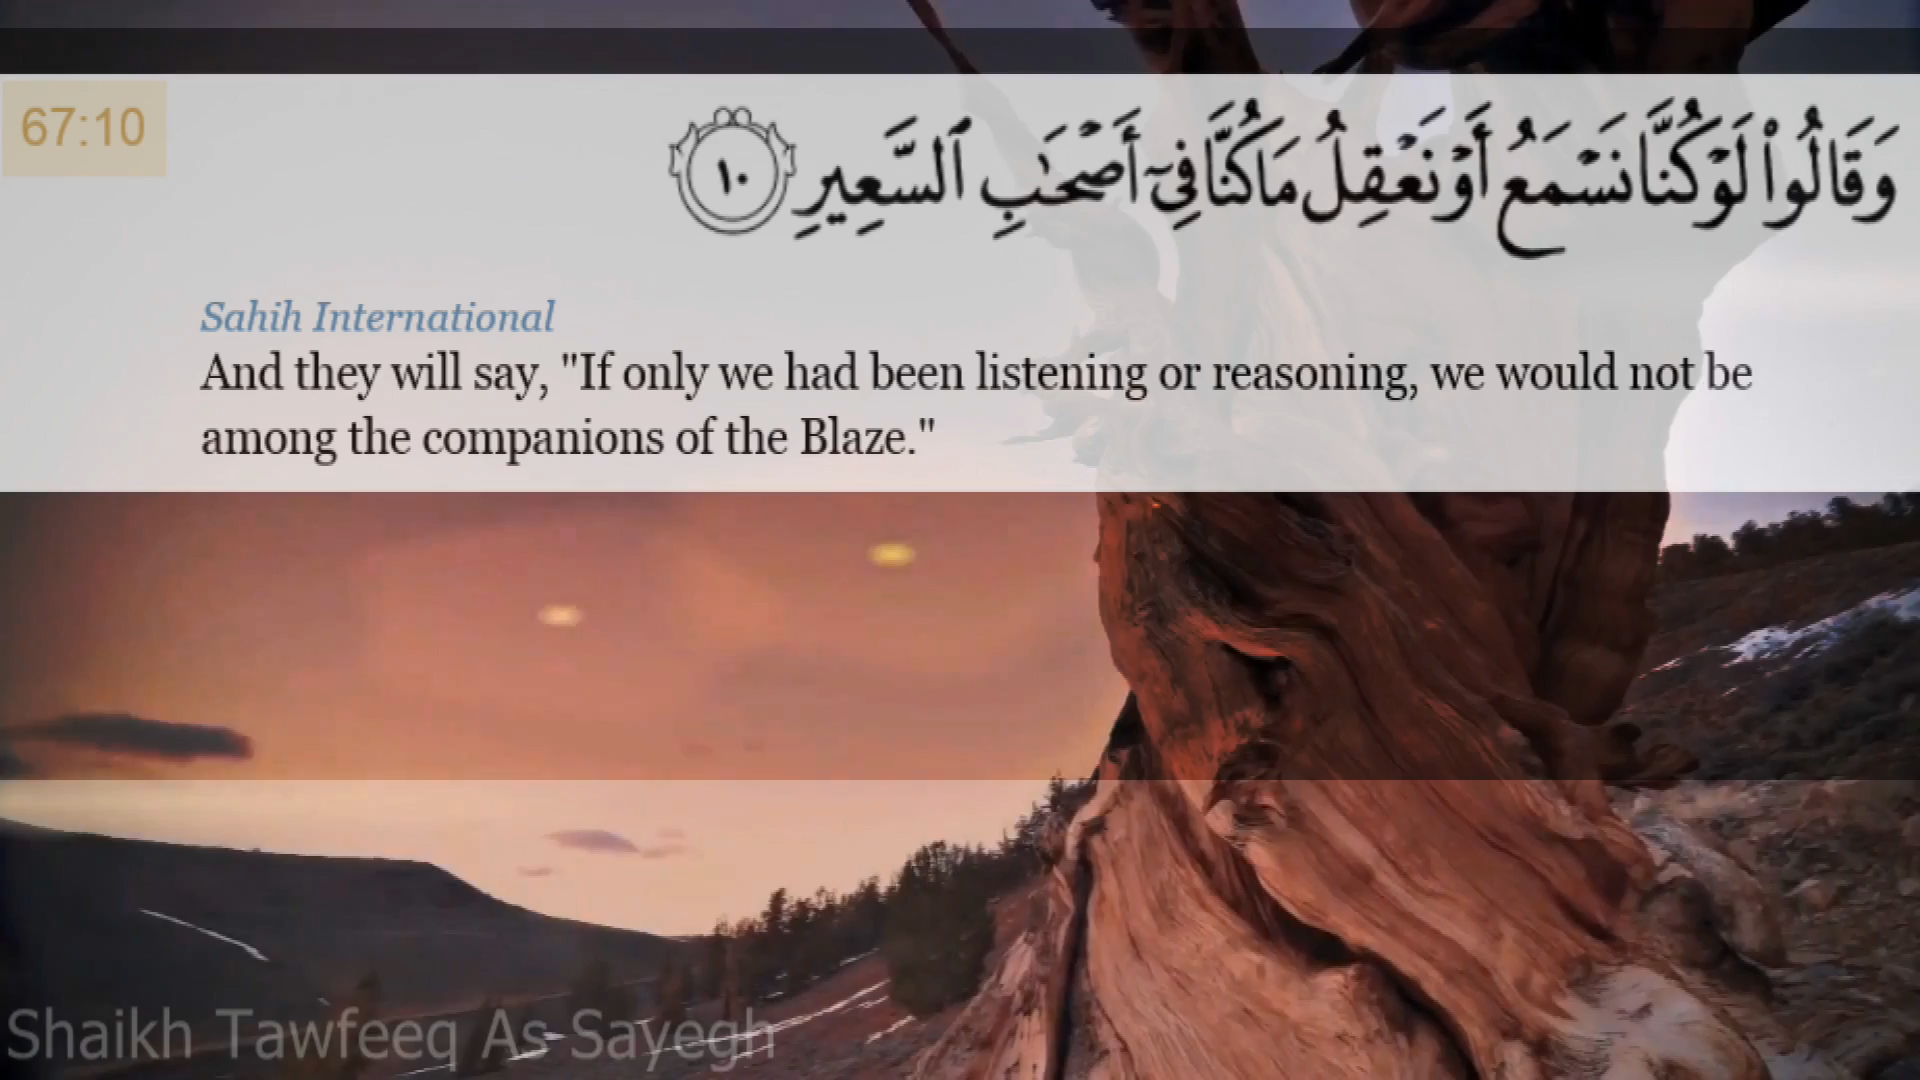 67:10
وَقَالُوا۟ لَوْ كُنَّا نَسْمَعُ أَوْ نَعْقِلُ مَا كُنَّا فِىٓ أَصْحَٰبِ ٱلسَّعِيرِ ١٠
Sahih International
And they will say, "If only we had been listening or reasoning, we would not be
among the companions of the Blaze."
Shaikh Tawfeeq As Sayegh